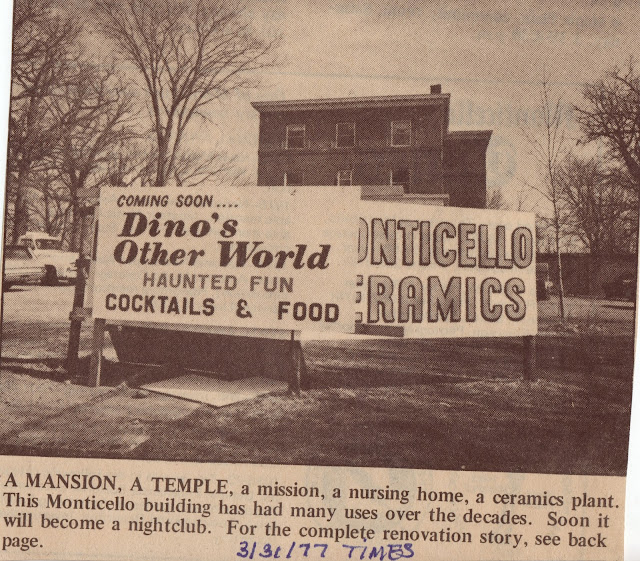 COMING SOON ....
Dino's
Other World
HAUNTED FUN
COCKTAILS & FOOD
ONTICELLO
ERAMICS
A MANSION, A TEMPLE, a mission, a nursing home, a ceramics plant.
This Monticello building has had many uses over the decades. Soon it
will become a nightclub. For the complete renovation story, see back
page.
3/31/77 TIMES